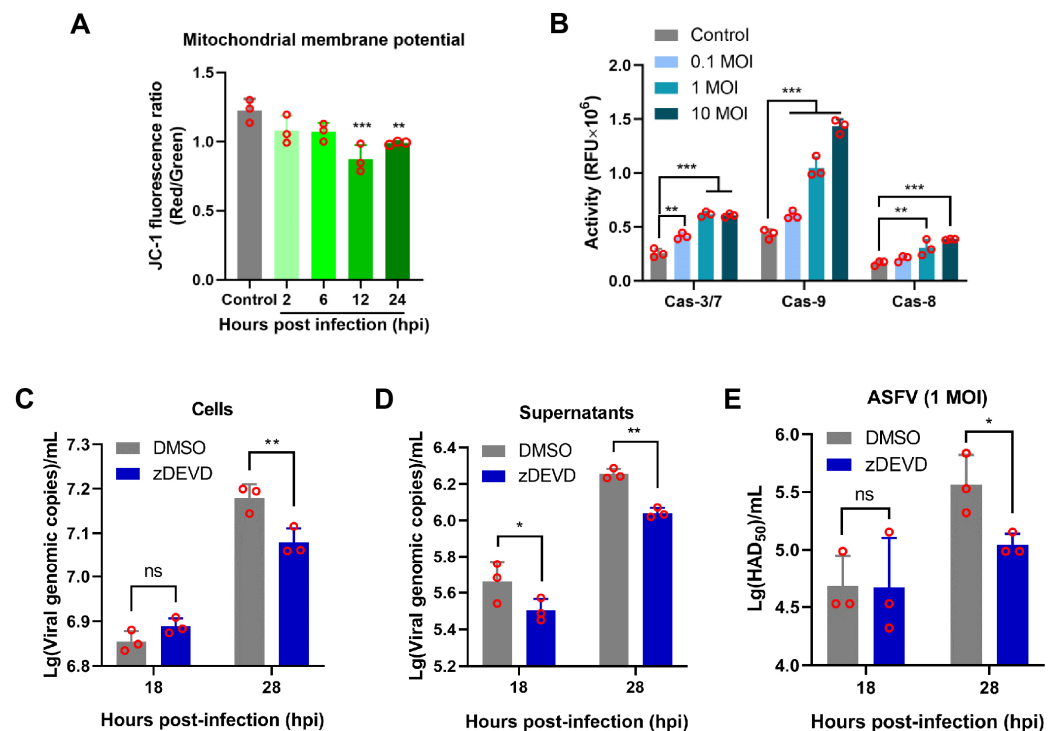 A
Mitochondrial membrane potential
JC-1 fluorescence ratio
(Red/Green)
1.5
1.0
0.5
0.0
***
**
Control 2 6 12 24
Hours post infection (hpi)
B
Control
0.1 MOI
1 MOI
10 MOI
Activity (RFU×10⁶)
2.0
1.5
1.0
0.5
0.0
***
**
***
**
***
Cas-3/7 Cas-9 Cas-8
C
Cells
DMSO
zDEVD
Lg(Viral genomic copies)/mL
7.3
7.2
7.1
7.0
6.9
6.8
ns
**
18 28
Hours post-infection (hpi)
D
Supernatants
DMSO
zDEVD
Lg(Viral genomic copies)/mL
6.4
6.2
6.0
5.8
5.6
5.4
5.2
*
**
18 28
Hours post-infection (hpi)
E
ASFV (1 MOI)
DMSO
zDEVD
Lg(HAD₅₀)/mL
6.0
5.5
5.0
4.5
4.0
ns
*
18 28
Hours post-infection (hpi)